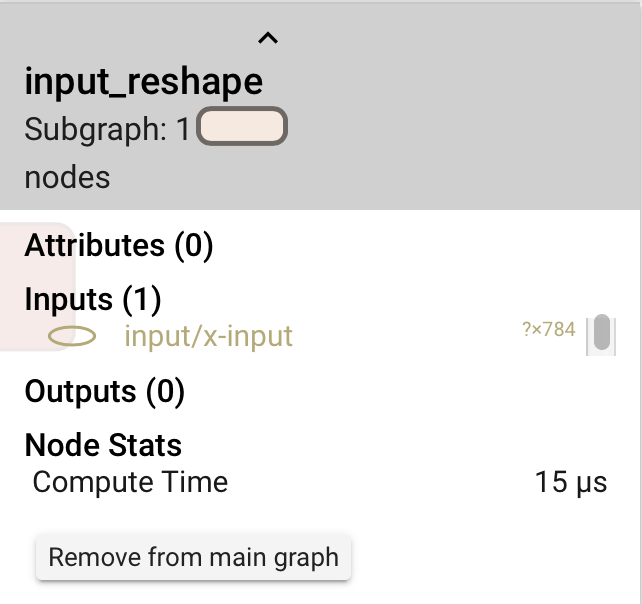 input_reshape
Subgraph: 1
nodes
Attributes (0)
Inputs (1)
input/x-input ?×784
Outputs (0)
Node Stats
Compute Time 15 μs
Remove from main graph